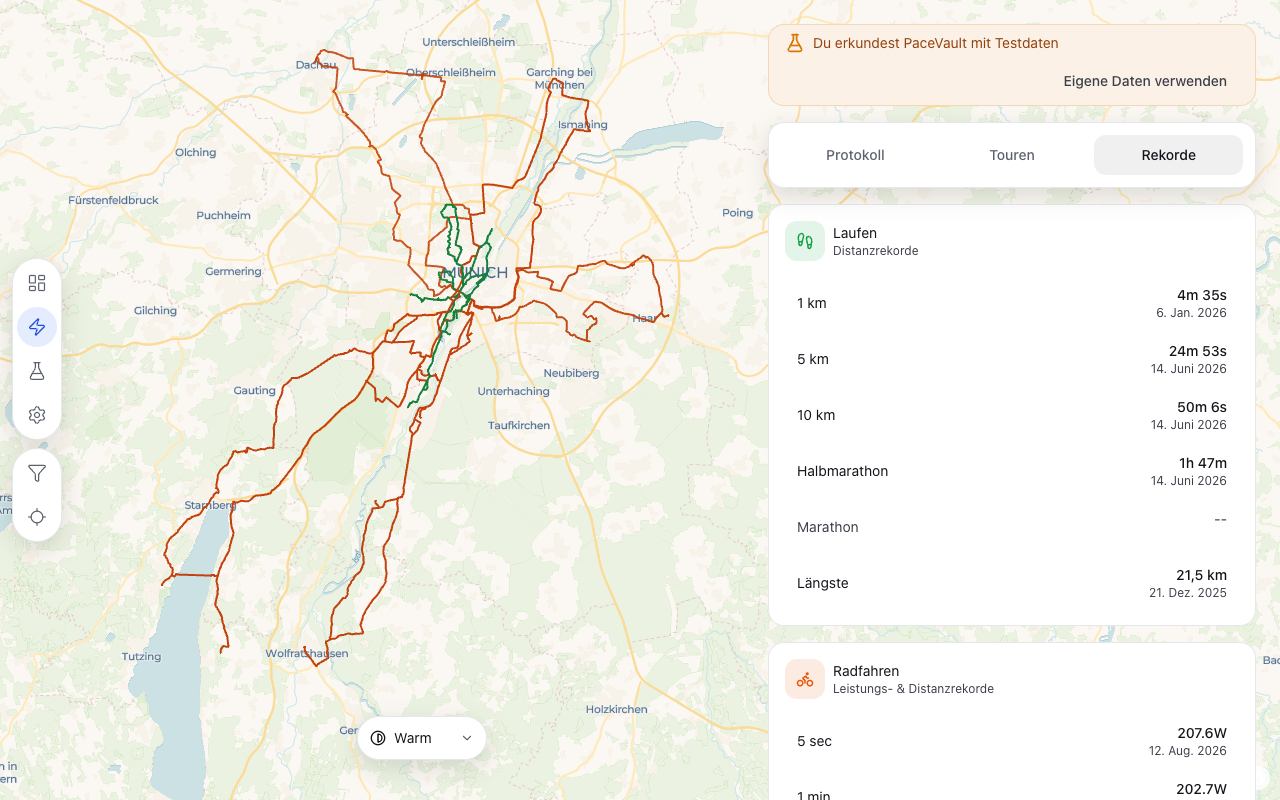 Unterschleißheim
Dachau
Oberschleißheim
Garching bei
München
Ismaning
Olching
Fürstenfeldbruck
Puchheim
Poing
Germering
MUNICH
Gilching
Haar
Neubiberg
Gauting
Unterhaching
Taufkirchen
Starnberg
Isar
Tutzing
Wolfratshausen
Holzkirchen
Warm
Du erkundest PaceVault mit Testdaten
Eigene Daten verwenden
Protokoll
Touren
Rekorde
Laufen
Distanzrekorde
1 km
4m 35s
6. Jan. 2026
5 km
24m 53s
14. Juni 2026
10 km
50m 6s
14. Juni 2026
Halbmarathon
1h 47m
14. Juni 2026
Marathon
--
Längste
21,5 km
21. Dez. 2025
Radfahren
Leistungs- & Distanzrekorde
5 sec
207.6W
12. Aug. 2026
1 min
202.7W